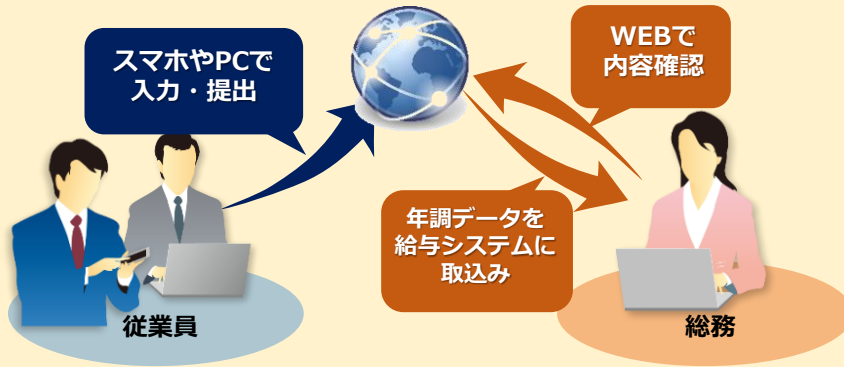 スマホやPCで
入力・提出
WEBで
内容確認
年調データを
給与システムに
取込み
従業員
総務